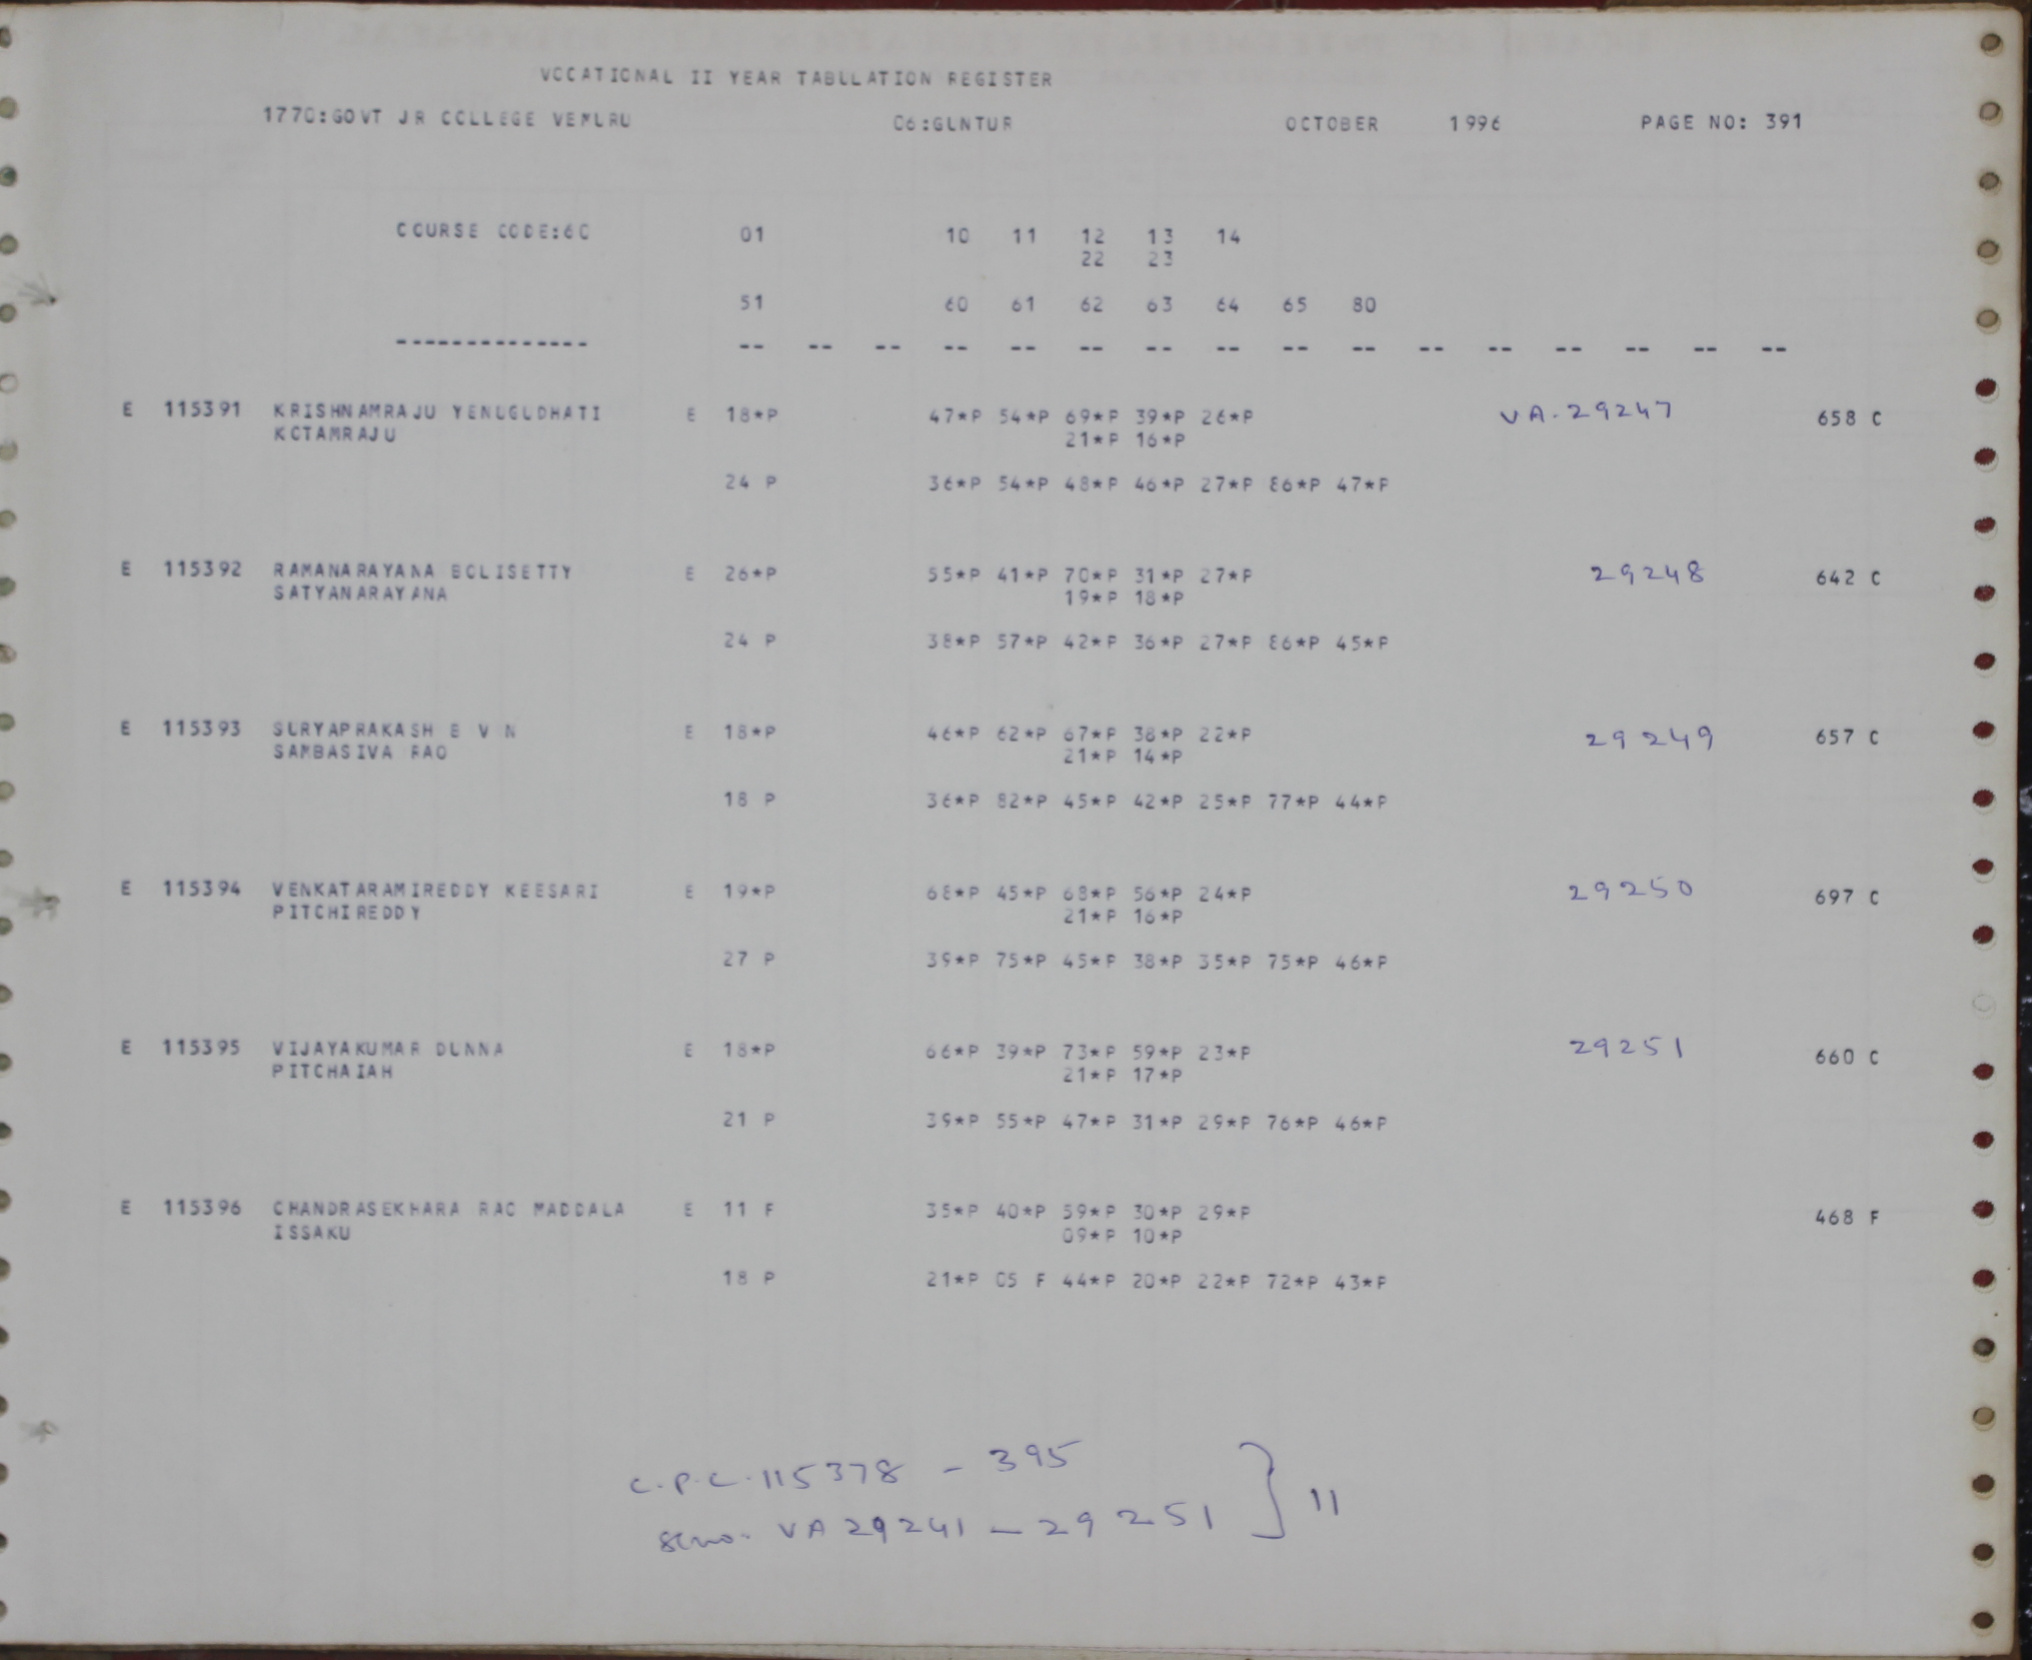 VOCATIONAL II YEAR TABULATION REGISTER
1770:GOVT JR COLLEGE VEMURU 06:GUNTUR OCTOBER 1996 PAGE NO: 391
COURSE CODE:60 01 10 11 12 13 14
22 23
51 60 61 62 63 64 65 80
-------------- -- -- -- -- -- -- -- -- -- -- -- -- -- -- -- --
E 115391 KRISHNAMRAJU YENUGUDHATI E 18*P 47*P 54*P 69*P 39*P 26*P VA.29247 658 C
KOTAMRAJU 21*P 16*P
24 P 36*P 54*P 48*P 46*P 27*P 86*P 47*P
E 115392 RAMANARAYANA BOLISETTY E 26*P 55*P 41*P 70*P 31*P 27*P 29248 642 C
SATYANARAYANA 19*P 18*P
24 P 38*P 57*P 42*P 36*P 27*P 86*P 45*P
E 115393 SURYAPRAKASH B V N E 18*P 46*P 62*P 67*P 38*P 22*P 29249 657 C
SAMBASIVA RAO 21*P 14*P
18 P 36*P 82*P 45*P 42*P 25*P 77*P 44*P
E 115394 VENKATARAMIREDDY KEESARI E 19*P 68*P 45*P 68*P 56*P 24*P 29250 697 C
PITCHIREDDY 21*P 16*P
27 P 39*P 75*P 45*P 38*P 35*P 75*P 46*P
E 115395 VIJAYAKUMAR DUNNA E 18*P 66*P 39*P 73*P 59*P 23*P 29251 660 C
PITCHAIAH 21*P 17*P
21 P 39*P 55*P 47*P 31*P 29*P 76*P 46*P
E 115396 CHANDRASEKHARA RAO MADDALA E 11 F 35*P 40*P 59*P 30*P 29*P 468 F
ISSAKU 09*P 10*P
18 P 21*P 05 F 44*P 20*P 22*P 72*P 43*P
C.P.C.115378 - 395
VA 29241 - 29251 } 11